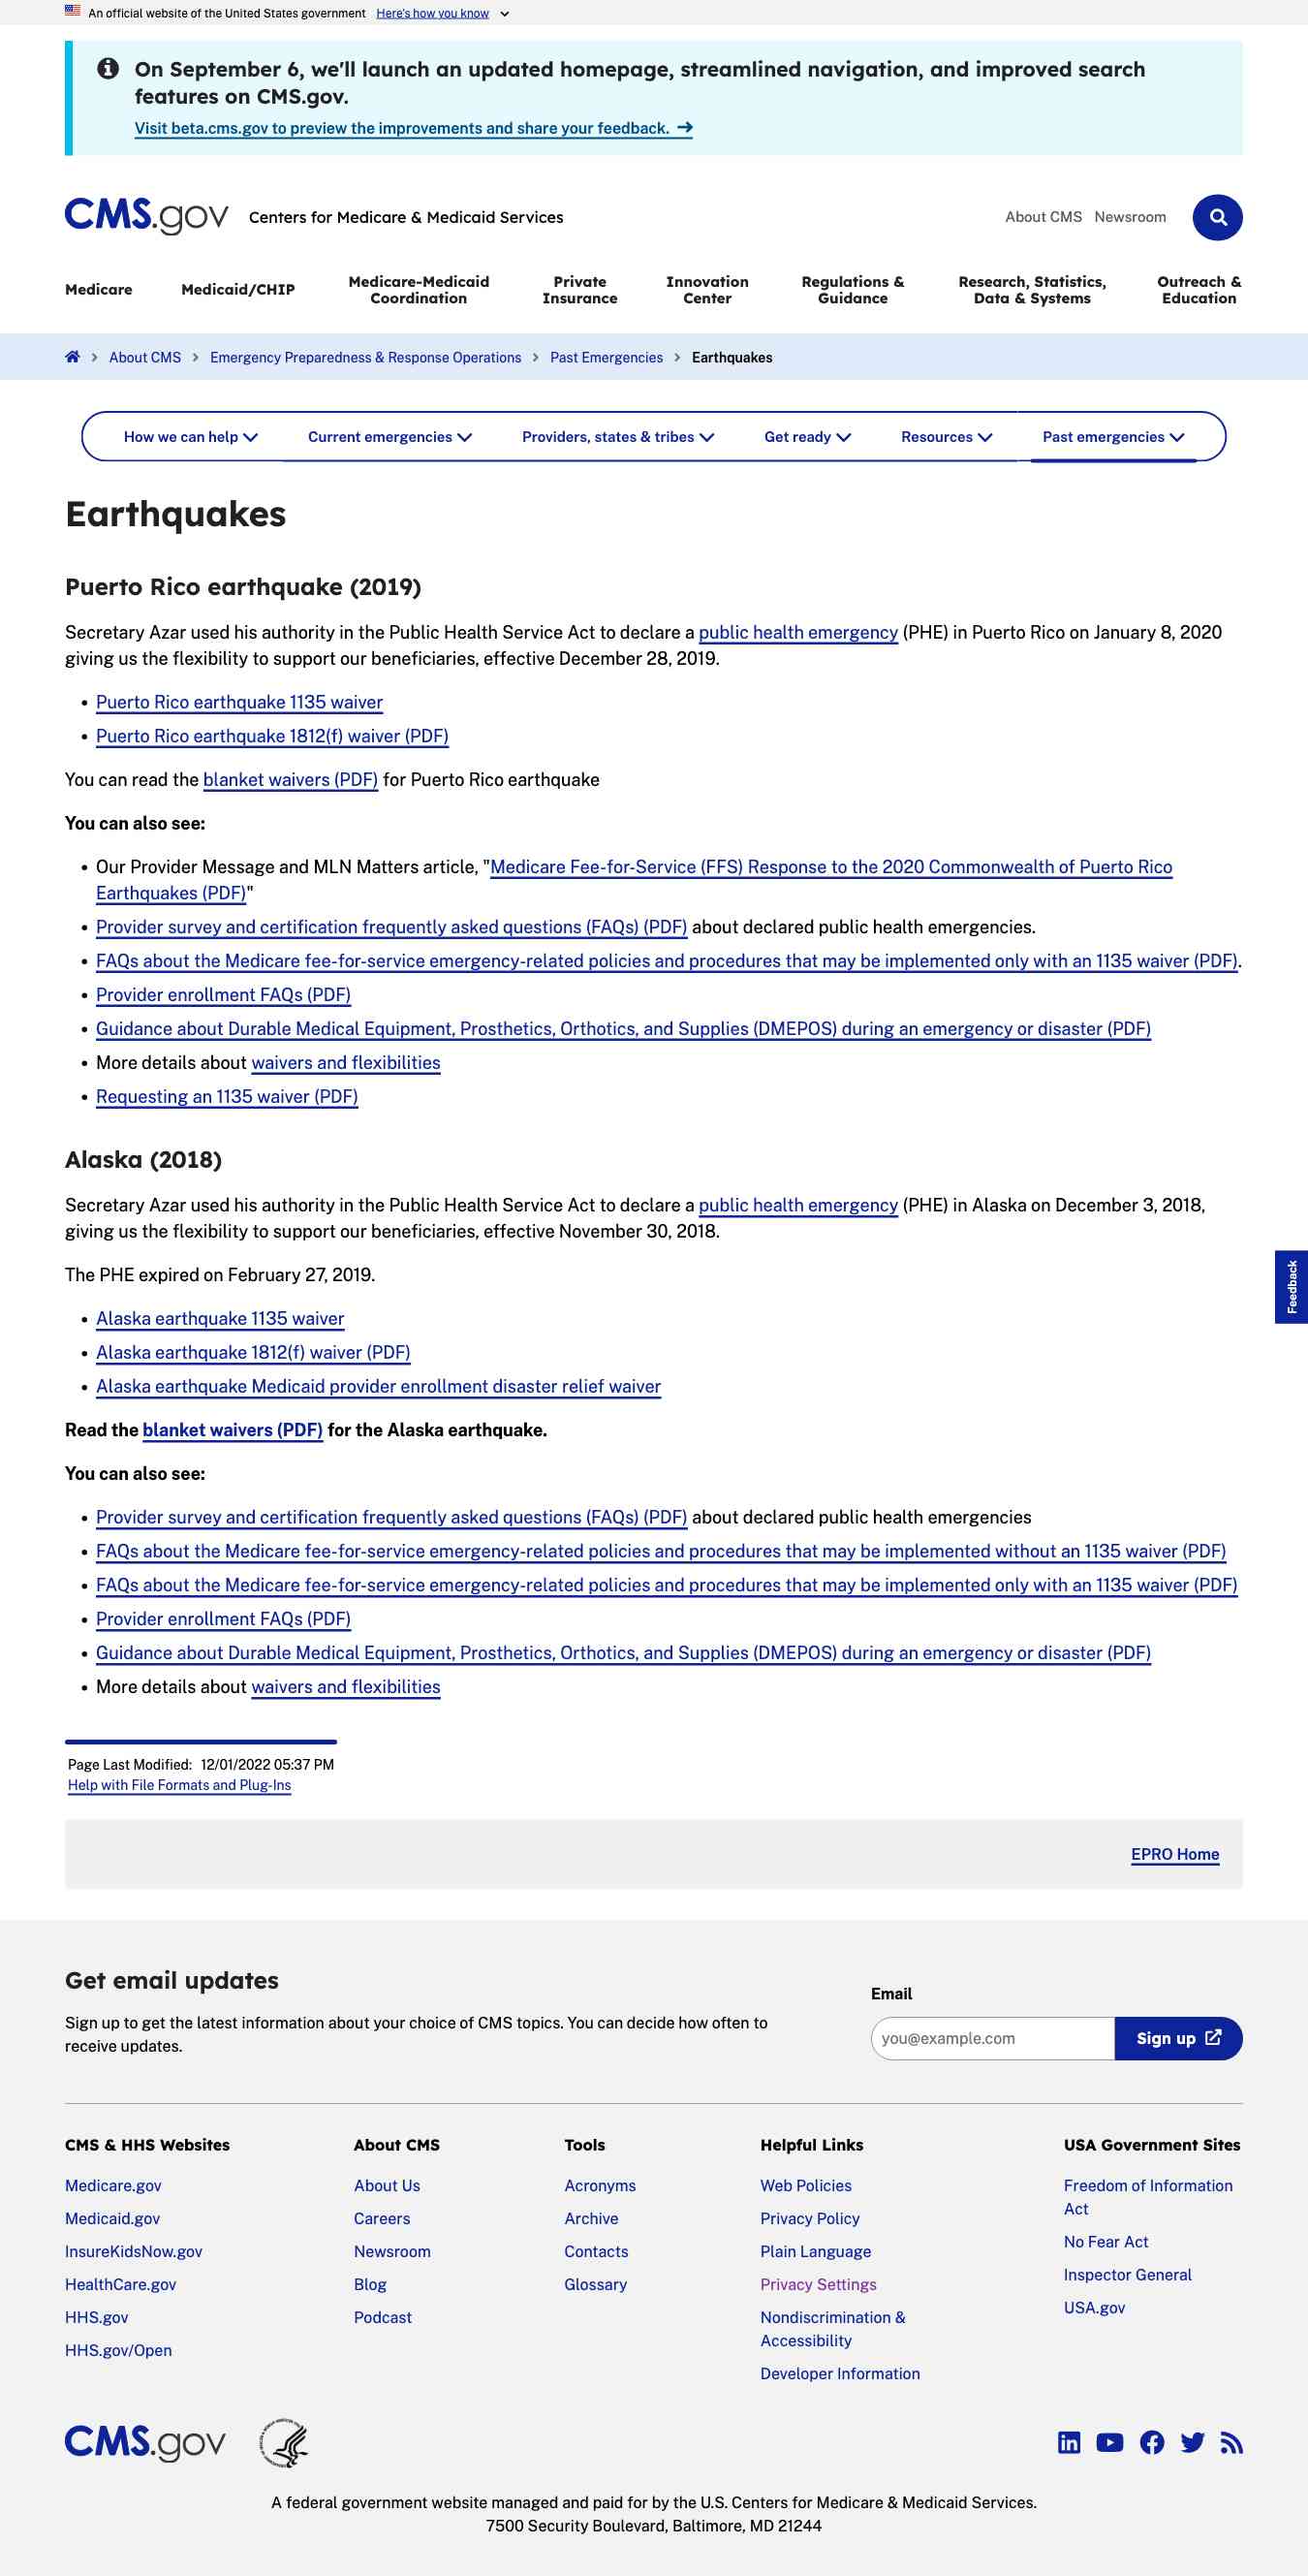 An official website of the United States government Here's how you know
On September 6, we'll launch an updated homepage, streamlined navigation, and improved search
features on CMS.gov.
Visit beta.cms.gov to preview the improvements and share your feedback.
CMS.gov Centers for Medicare & Medicaid Services About CMS Newsroom
Medicare Medicaid/CHIP Medicare-Medicaid Coordination Private Insurance Innovation Center Regulations & Guidance Research, Statistics, Data & Systems Outreach & Education
About CMS Emergency Preparedness & Response Operations Past Emergencies Earthquakes
How we can help Current emergencies Providers, states & tribes Get ready Resources Past emergencies
Earthquakes
Puerto Rico earthquake (2019)
Secretary Azar used his authority in the Public Health Service Act to declare a public health emergency (PHE) in Puerto Rico on January 8, 2020
giving us the flexibility to support our beneficiaries, effective December 28, 2019.
• Puerto Rico earthquake 1135 waiver
• Puerto Rico earthquake 1812(f) waiver (PDF)
You can read the blanket waivers (PDF) for Puerto Rico earthquake
You can also see:
• Our Provider Message and MLN Matters article, "Medicare Fee-for-Service (FFS) Response to the 2020 Commonwealth of Puerto Rico
Earthquakes (PDF)"
• Provider survey and certification frequently asked questions (FAQs) (PDF) about declared public health emergencies.
• FAQs about the Medicare fee-for-service emergency-related policies and procedures that may be implemented only with an 1135 waiver (PDF).
• Provider enrollment FAQs (PDF)
• Guidance about Durable Medical Equipment, Prosthetics, Orthotics, and Supplies (DMEPOS) during an emergency or disaster (PDF)
• More details about waivers and flexibilities
• Requesting an 1135 waiver (PDF)
Alaska (2018)
Secretary Azar used his authority in the Public Health Service Act to declare a public health emergency (PHE) in Alaska on December 3, 2018,
giving us the flexibility to support our beneficiaries, effective November 30, 2018.
The PHE expired on February 27, 2019.
Feedback
• Alaska earthquake 1135 waiver
• Alaska earthquake 1812(f) waiver (PDF)
• Alaska earthquake Medicaid provider enrollment disaster relief waiver
Read the blanket waivers (PDF) for the Alaska earthquake.
You can also see:
• Provider survey and certification frequently asked questions (FAQs) (PDF) about declared public health emergencies
• FAQs about the Medicare fee-for-service emergency-related policies and procedures that may be implemented without an 1135 waiver (PDF)
• FAQs about the Medicare fee-for-service emergency-related policies and procedures that may be implemented only with an 1135 waiver (PDF)
• Provider enrollment FAQs (PDF)
• Guidance about Durable Medical Equipment, Prosthetics, Orthotics, and Supplies (DMEPOS) during an emergency or disaster (PDF)
• More details about waivers and flexibilities
Page Last Modified: 12/01/2022 05:37 PM
Help with File Formats and Plug-Ins
EPRO Home
Get email updates
Sign up to get the latest information about your choice of CMS topics. You can decide how often to
receive updates.
Email
you@example.com Sign up
CMS & HHS Websites
Medicare.gov
Medicaid.gov
InsureKidsNow.gov
HealthCare.gov
HHS.gov
HHS.gov/Open
About CMS
About Us
Careers
Newsroom
Blog
Podcast
Tools
Acronyms
Archive
Contacts
Glossary
Helpful Links
Web Policies
Privacy Policy
Plain Language
Privacy Settings
Nondiscrimination &
Accessibility
Developer Information
USA Government Sites
Freedom of Information
Act
No Fear Act
Inspector General
USA.gov
CMS.gov
A federal government website managed and paid for by the U.S. Centers for Medicare & Medicaid Services.
7500 Security Boulevard, Baltimore, MD 21244